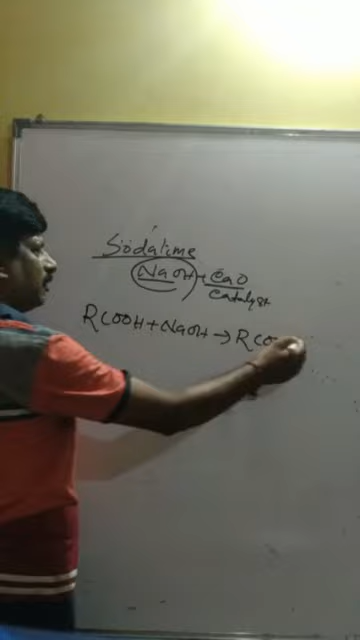 Sodalime
NaOH + CaO
Catalyst
RCOOH + NaOH → RCO